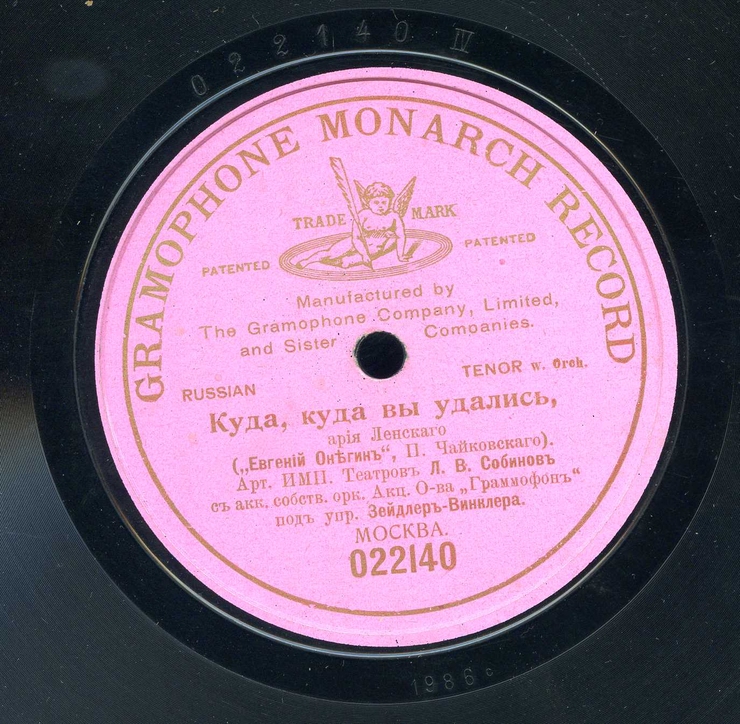 022140 IV
GRAMOPHONE MONARCH RECORD
TRADE MARK
PATENTED PATENTED
Manufactured by
The Gramophone Company, Limited,
and Sister Companies.
RUSSIAN TENOR w. Orch.
Куда, куда вы удались,
арія Ленскаго
(„Евгеній Онѣгинъ“, П. Чайковскаго).
Арт. ИМП. Театровъ Л. В. Собиновъ
съ акк. собств. орк. Акц. О-ва „Граммофонъ“
подъ упр. Зейдлеръ-Винклера.
МОСКВА.
022140
1986 c